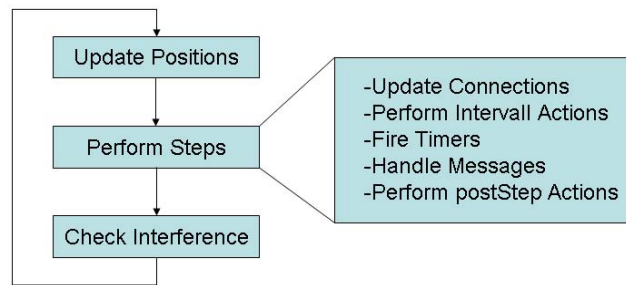 Update Positions
Perform Steps
Check Interference
-Update Connections
-Perform Intervall Actions
-Fire Timers
-Handle Messages
-Perform postStep Actions